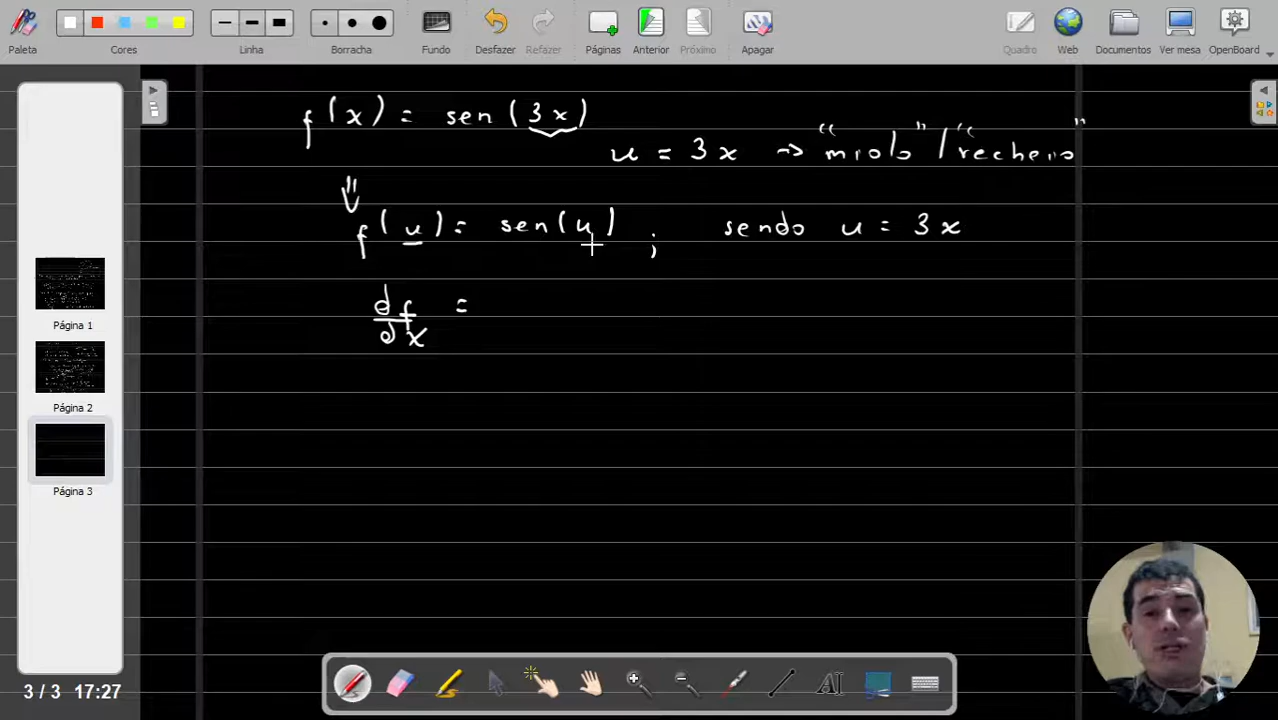 Paleta Cores Linha Borracha Fundo Desfazer Refazer Páginas Anterior Próximo Apagar Quadro Web Documentos Ver mesa OpenBoard
f(x) = sen(3x)
u = 3x → "miolo" / "recheio"
⇓
f(u) = sen(u) ; sendo u = 3x
df/dx =
Página 1
Página 2
Página 3
3 / 3 17:27
AI